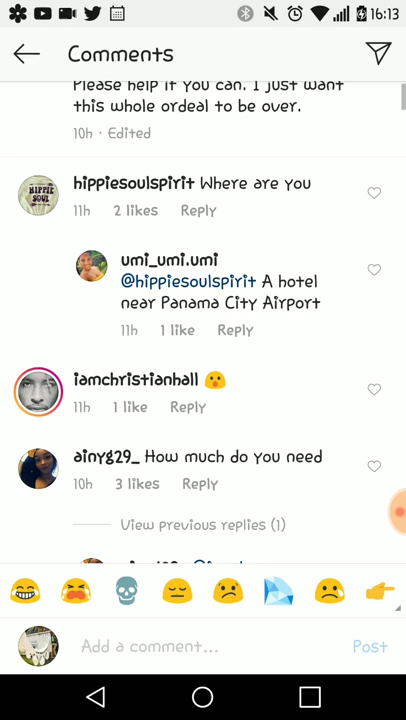 16:13
Comments
Please help if you can. I just want
this whole ordeal to be over.
10h · Edited
hippiesoulspirit Where are you
11h 2 likes Reply
umi_umi.umi
@hippiesoulspirit A hotel
near Panama City Airport
11h 1 like Reply
iamchristianhall 😮
11h 1 like Reply
ainyg29_ How much do you need
10h 3 likes Reply
View previous replies (1)
Add a comment... Post